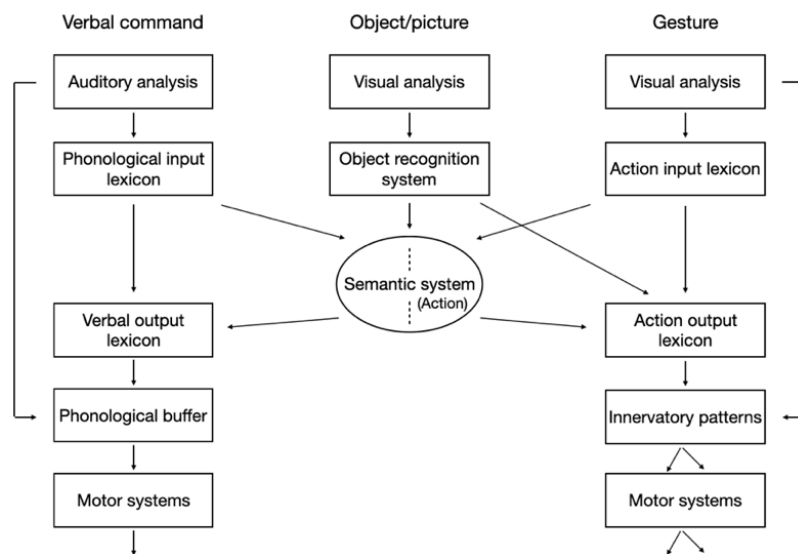 Verbal command
Object/picture
Gesture
Auditory analysis
Visual analysis
Visual analysis
Phonological input
lexicon
Object recognition
system
Action input lexicon
Semantic system
(Action)
Verbal output
lexicon
Action output
lexicon
Phonological buffer
Innervatory patterns
Motor systems
Motor systems